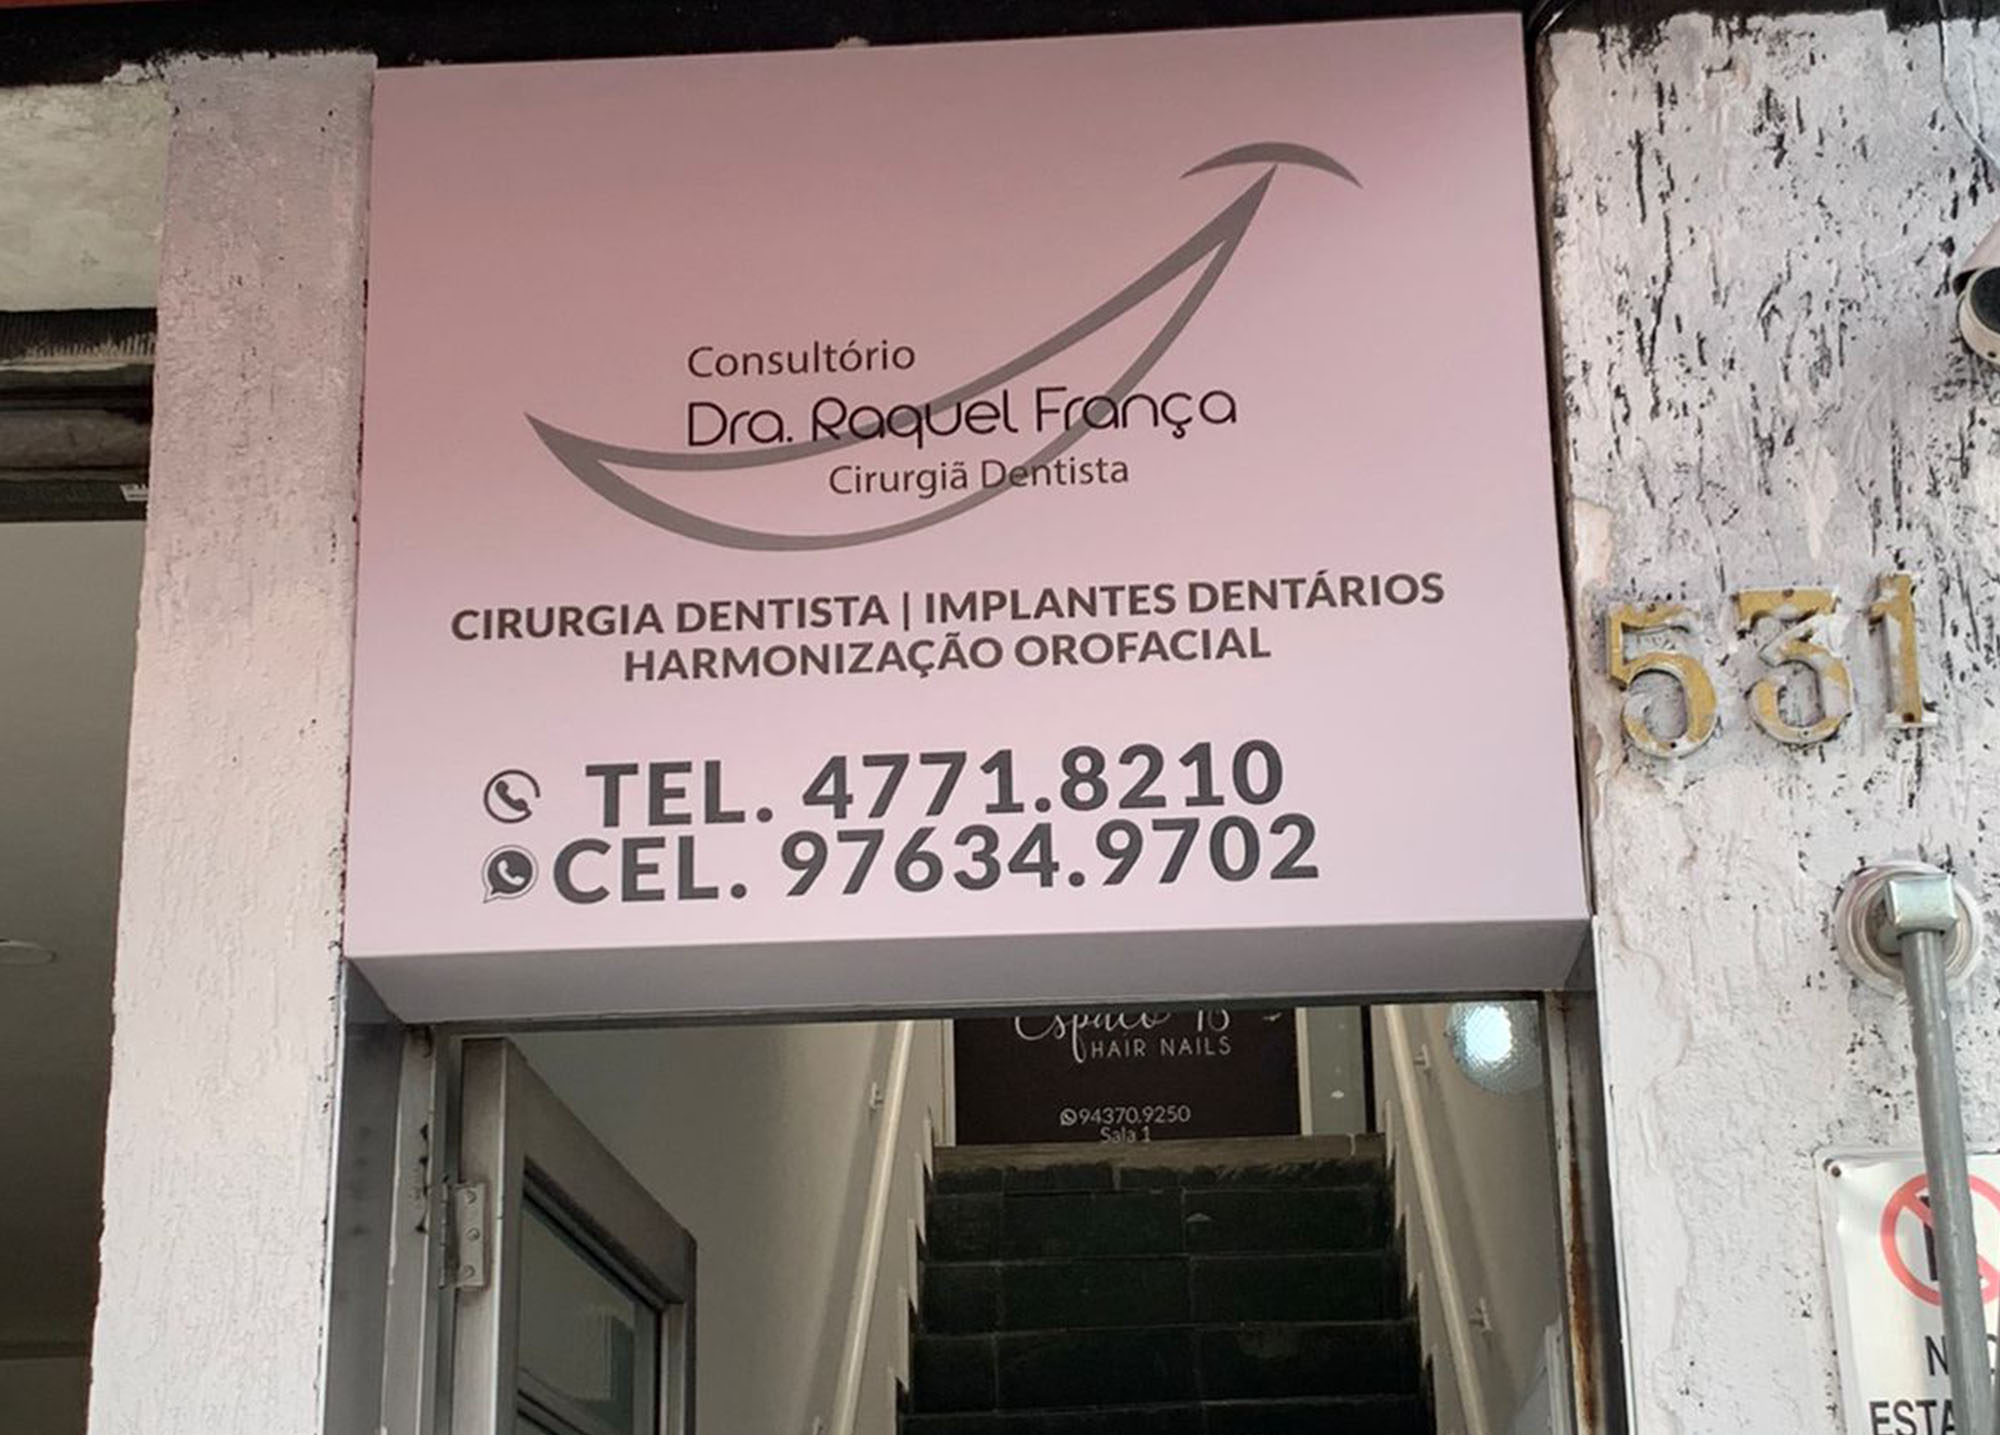 Consultório
Dra. Raquel França
Cirurgiã Dentista
CIRURGIA DENTISTA | IMPLANTES DENTÁRIOS
HARMONIZAÇÃO OROFACIAL
TEL. 4771.8210
CEL. 97634.9702
531
HAIR NAILS
94370.9250
Sala 1